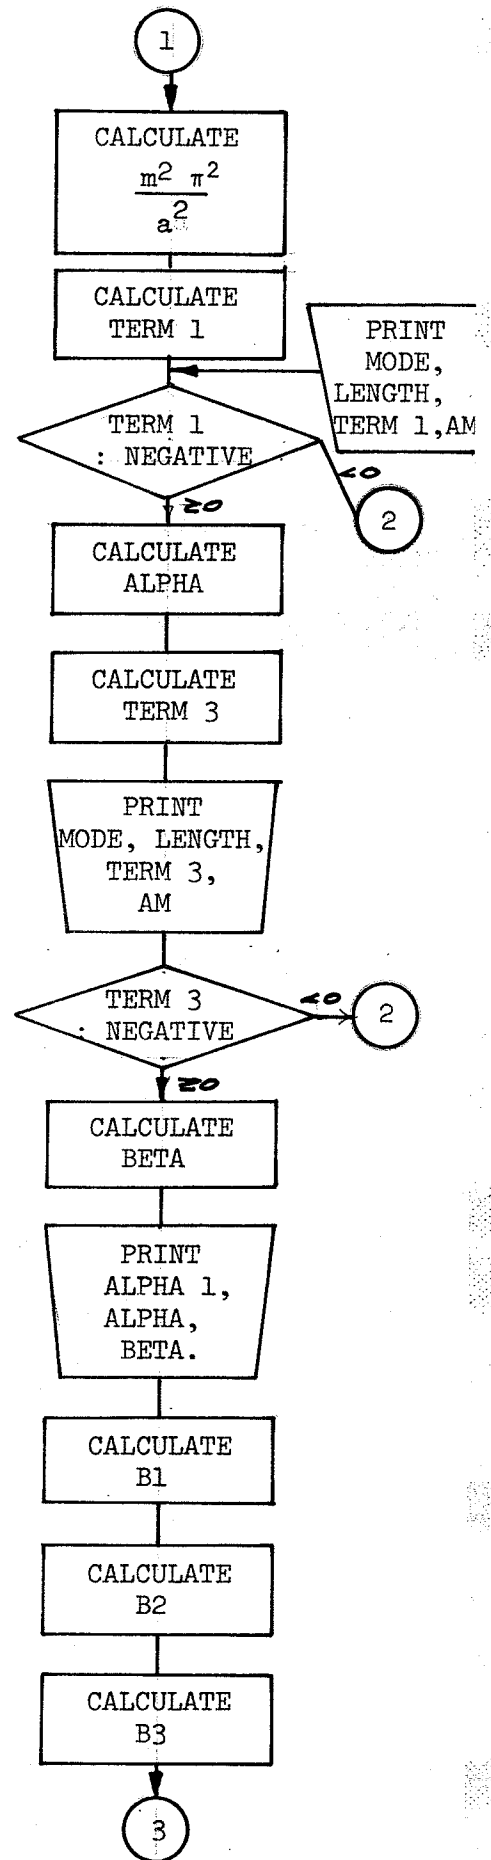 1
CALCULATE
m² π²
a²
CALCULATE
TERM 1
PRINT
MODE,
LENGTH,
TERM 1,AM
TERM 1
: NEGATIVE
<0
2
≥0
CALCULATE
ALPHA
CALCULATE
TERM 3
PRINT
MODE, LENGTH,
TERM 3,
AM
TERM 3
: NEGATIVE
<0
2
≥0
CALCULATE
BETA
PRINT
ALPHA 1,
ALPHA,
BETA.
CALCULATE
B1
CALCULATE
B2
CALCULATE
B3
3